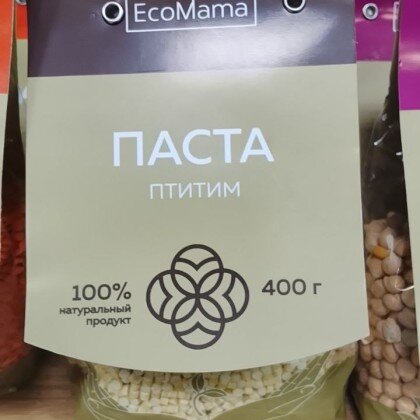 EcoMama
ПАСТА
ПТИТИМ
100%
натуральный
продукт
400 г